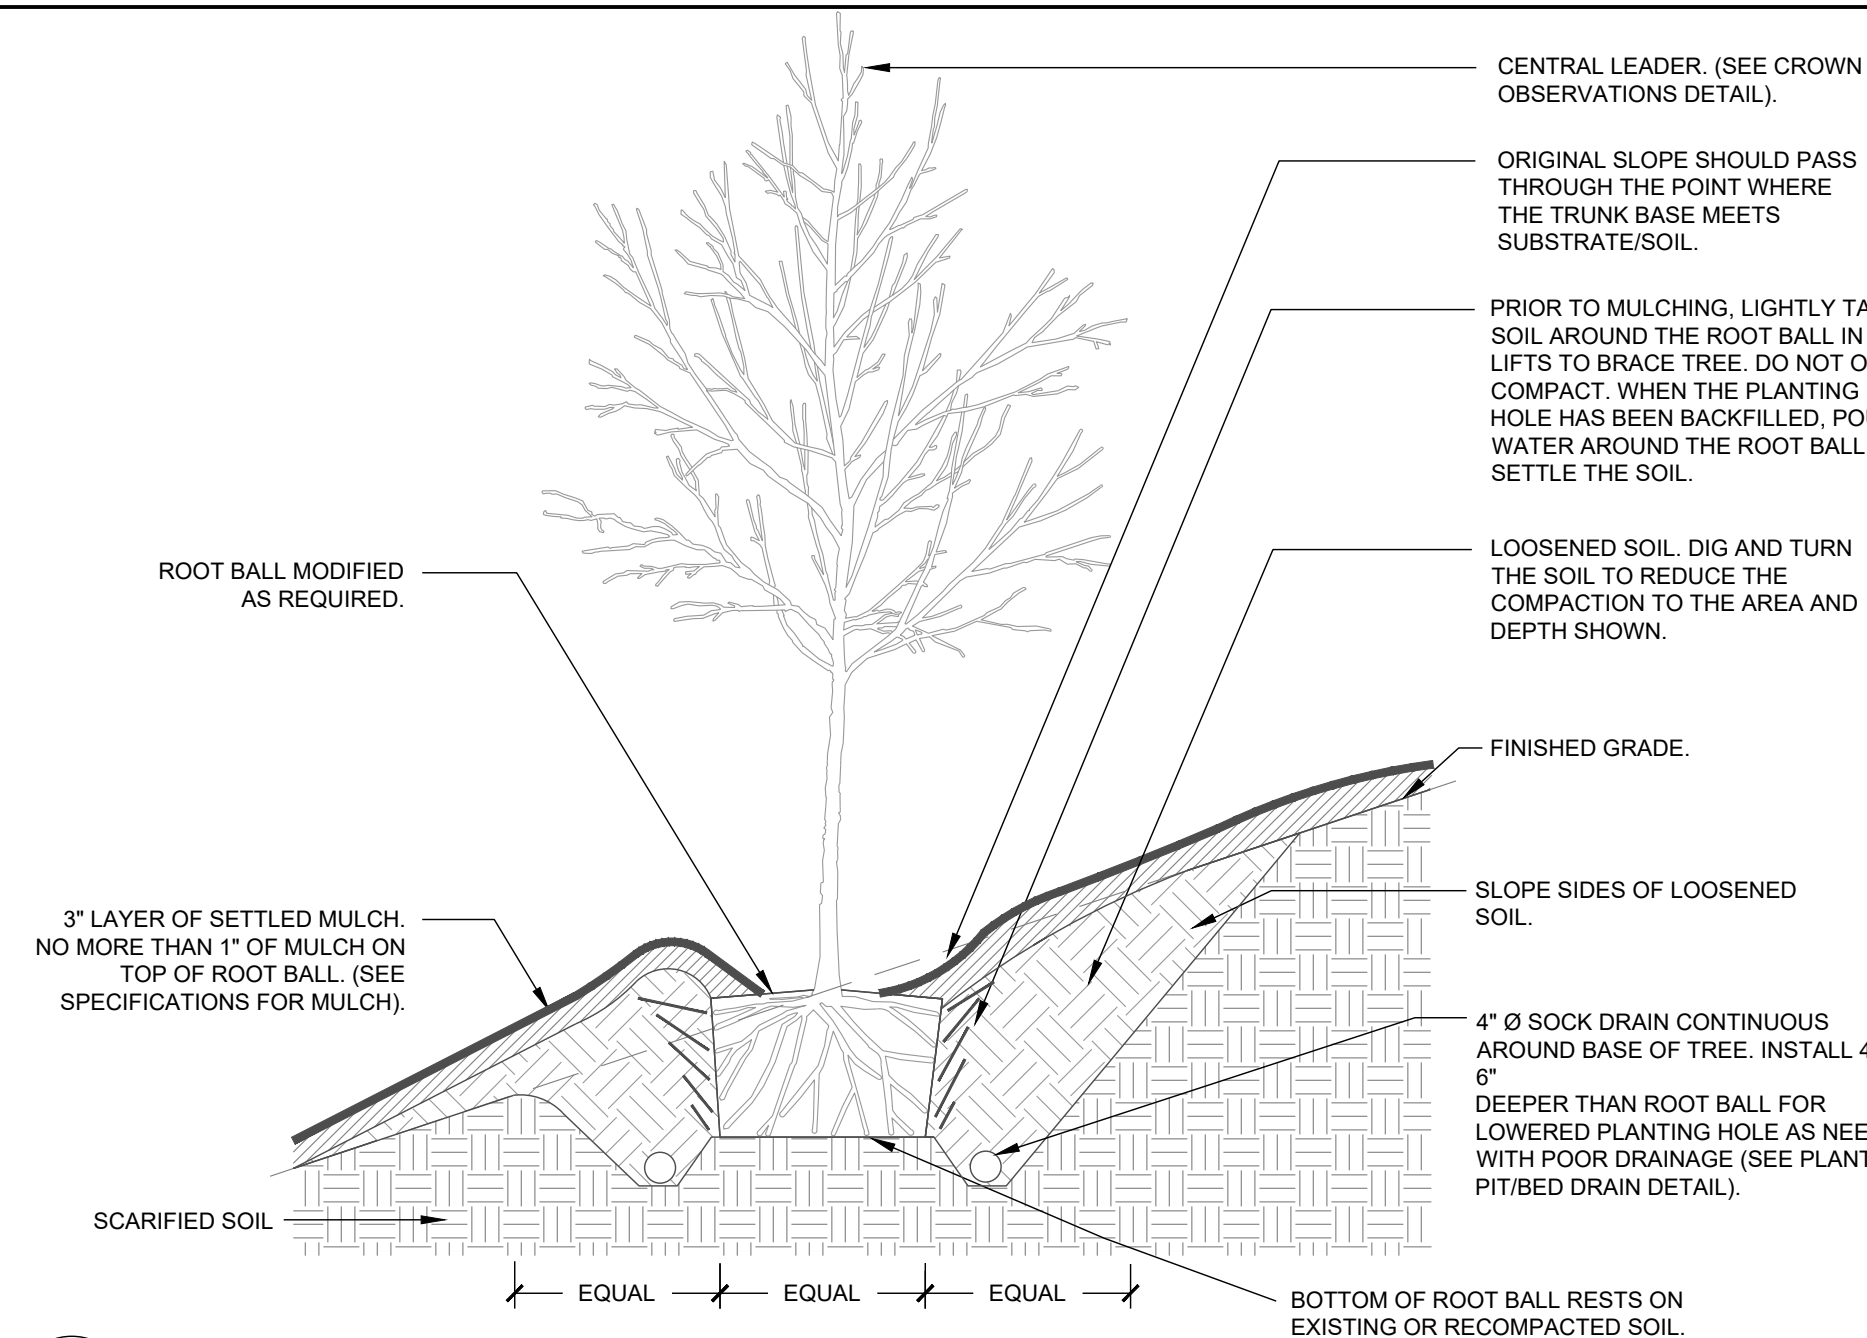 CENTRAL LEADER. (SEE CROWN
OBSERVATIONS DETAIL).
ORIGINAL SLOPE SHOULD PASS
THROUGH THE POINT WHERE
THE TRUNK BASE MEETS
SUBSTRATE/SOIL.
PRIOR TO MULCHING, LIGHTLY
SOIL AROUND THE ROOT BALL IN
LIFTS TO BRACE TREE. DO NOT
COMPACT. WHEN THE PLANTING
HOLE HAS BEEN BACKFILLED,
WATER AROUND THE ROOT BALL
SETTLE THE SOIL.
ROOT BALL MODIFIED
AS REQUIRED.
LOOSENED SOIL. DIG AND TURN
THE SOIL TO REDUCE THE
COMPACTION TO THE AREA AND
DEPTH SHOWN.
FINISHED GRADE.
3" LAYER OF SETTLED MULCH.
NO MORE THAN 1" OF MULCH ON
TOP OF ROOT BALL. (SEE
SPECIFICATIONS FOR MULCH).
SLOPE SIDES OF LOOSENED
SOIL.
4" Ø SOCK DRAIN CONTINUOUS
AROUND BASE OF TREE. INSTALL
6"
DEEPER THAN ROOT BALL FOR
LOWERED PLANTING HOLE AS
WITH POOR DRAINAGE (SEE
PIT/BED DRAIN DETAIL).
SCARIFIED SOIL
EQUAL EQUAL EQUAL
BOTTOM OF ROOT BALL RESTS ON
EXISTING OR RECOMPACTED SOIL.